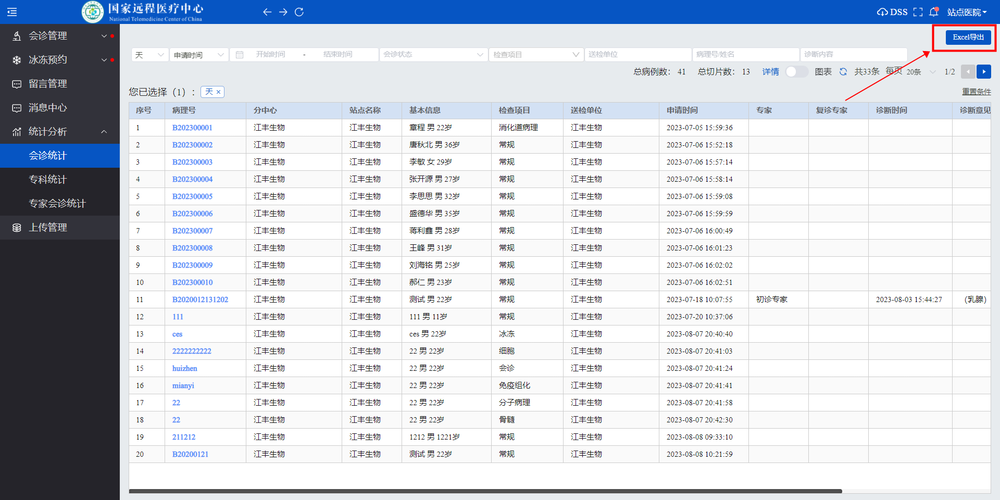 国家远程医疗中心
National Telemedicine Center of China
DSS
站点医院
会诊管理
冰冻预约
留言管理
消息中心
统计分析
会诊统计
专科统计
专家会诊统计
上传管理
Excel导出
天 申请时间 开始时间 - 结束时间 会诊状态 检查项目 送检单位 病理号/姓名 诊断内容
总病例数： 41 总切片数： 13 详情 图表 共33条 每页 20条 1/2
您已选择（1）： 天 × 重置条件
序号 病理号 分中心 站点名称 基本信息 检查项目 送检单位 申请时间 专家 复诊专家 诊断时间 诊断意见
1 B202300001 江丰生物 江丰生物 章程 男 22岁 消化道病理 江丰生物 2023-07-05 15:59:36
2 B202300002 江丰生物 江丰生物 唐秋北 男 36岁 常规 江丰生物 2023-07-06 15:52:18
3 B202300003 江丰生物 江丰生物 李敏 女 29岁 常规 江丰生物 2023-07-06 15:57:14
4 B202300004 江丰生物 江丰生物 张开源 男 27岁 常规 江丰生物 2023-07-06 15:58:14
5 B202300005 江丰生物 江丰生物 李思思 男 32岁 常规 江丰生物 2023-07-06 15:59:08
6 B202300006 江丰生物 江丰生物 盛德华 男 35岁 常规 江丰生物 2023-07-06 15:59:59
7 B202300007 江丰生物 江丰生物 蒋利鑫 男 28岁 常规 江丰生物 2023-07-06 16:00:49
8 B202300008 江丰生物 江丰生物 王峰 男 31岁 常规 江丰生物 2023-07-06 16:01:23
9 B202300009 江丰生物 江丰生物 刘海铭 男 25岁 常规 江丰生物 2023-07-06 16:02:02
10 B202300010 江丰生物 江丰生物 郝仁 男 23岁 常规 江丰生物 2023-07-06 16:02:51
11 B2020012131202 江丰生物 江丰生物 测试 男 22岁 常规 江丰生物 2023-07-18 10:07:55 初诊专家 2023-08-03 15:44:27 (乳腺)
12 111 江丰生物 江丰生物 111 男 11岁 常规 江丰生物 2023-07-20 10:37:06
13 ces 江丰生物 江丰生物 ces 男 22岁 冰冻 江丰生物 2023-08-07 20:40:40
14 2222222222 江丰生物 江丰生物 22 男 22岁 细胞 江丰生物 2023-08-07 20:41:03
15 huizhen 江丰生物 江丰生物 22 男 22岁 会诊 江丰生物 2023-08-07 20:41:24
16 mianyi 江丰生物 江丰生物 22 男 22岁 免疫组化 江丰生物 2023-08-07 20:41:41
17 22 江丰生物 江丰生物 22 男 22岁 分子病理 江丰生物 2023-08-07 20:41:58
18 22 江丰生物 江丰生物 22 男 22岁 骨髓 江丰生物 2023-08-07 20:42:30
19 211212 江丰生物 江丰生物 1212 男 1221岁 常规 江丰生物 2023-08-08 09:33:10
20 B20200121 江丰生物 江丰生物 测试 男 22岁 常规 江丰生物 2023-08-08 10:21:59